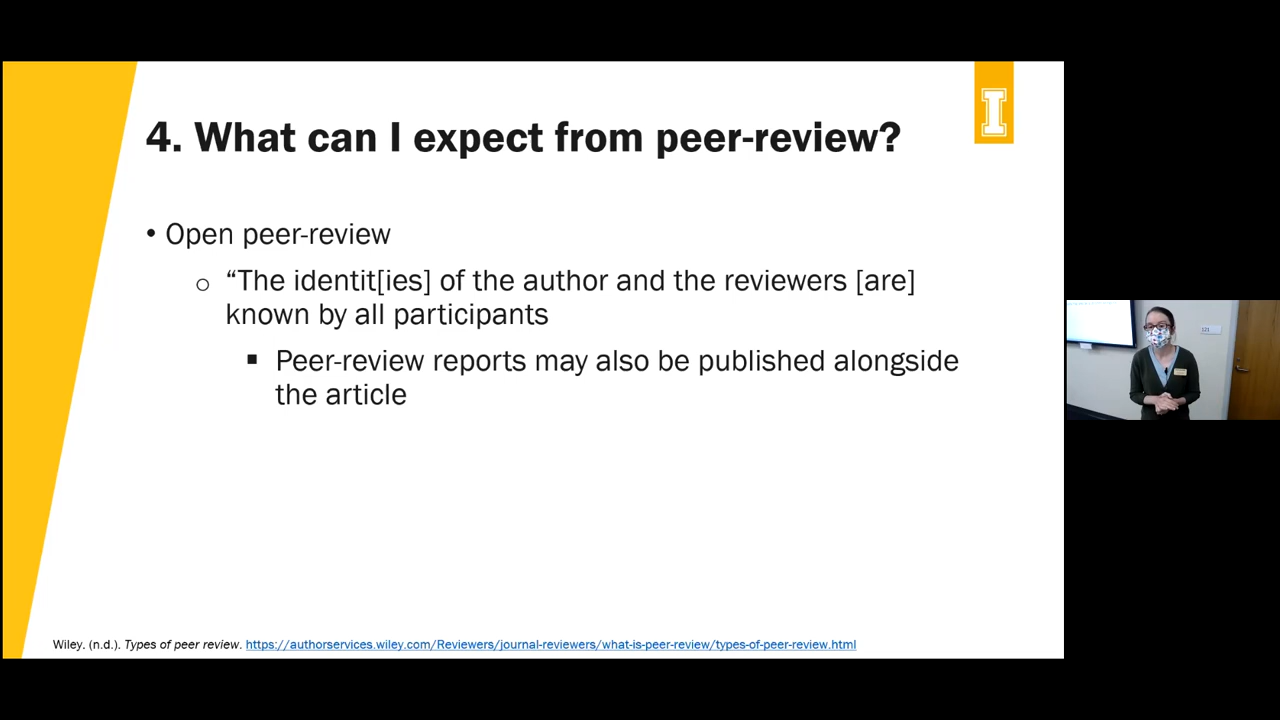 4. What can I expect from peer-review?
I
• Open peer-review
○ “The identit[ies] of the author and the reviewers [are]
known by all participants
▪ Peer-review reports may also be published alongside
the article
Wiley. (n.d.). Types of peer review. https://authorservices.wiley.com/Reviewers/journal-reviewers/what-is-peer-review/types-of-peer-review.html